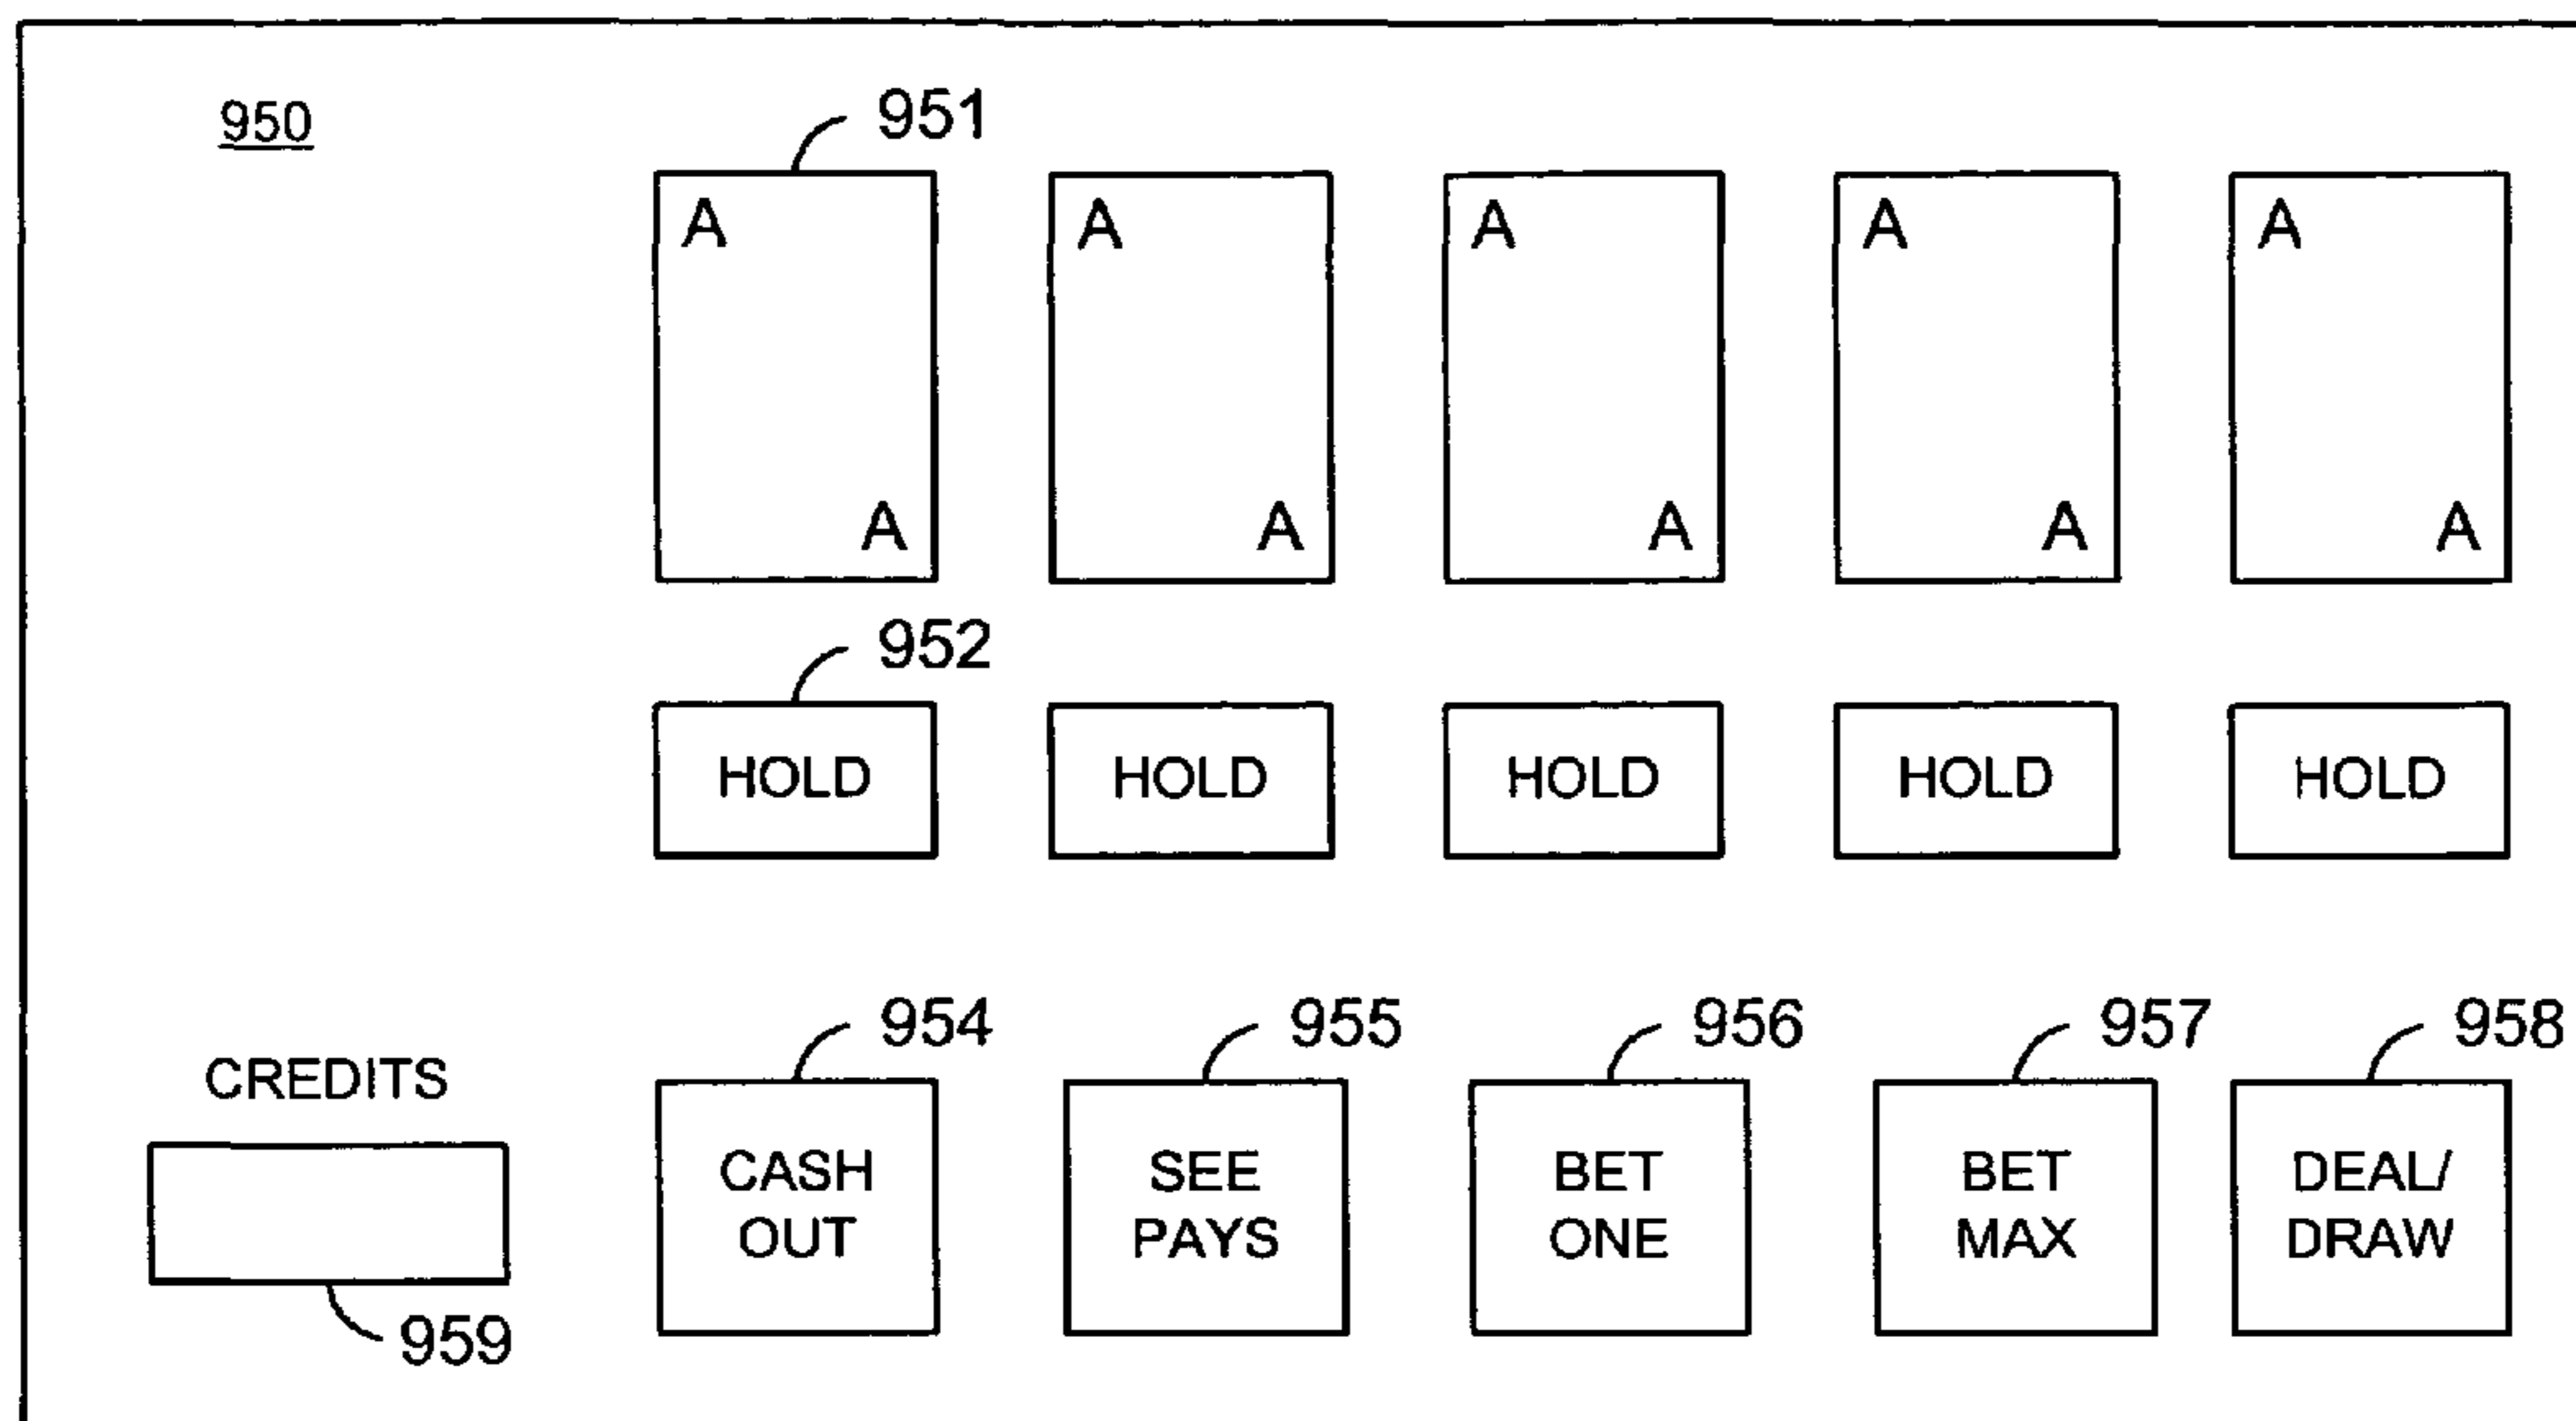 950
951
A A A A A
A A A A A
952
HOLD HOLD HOLD HOLD HOLD
954 955 956 957 958
CREDITS
CASH OUT
SEE PAYS
BET ONE
BET MAX
DEAL/ DRAW
959